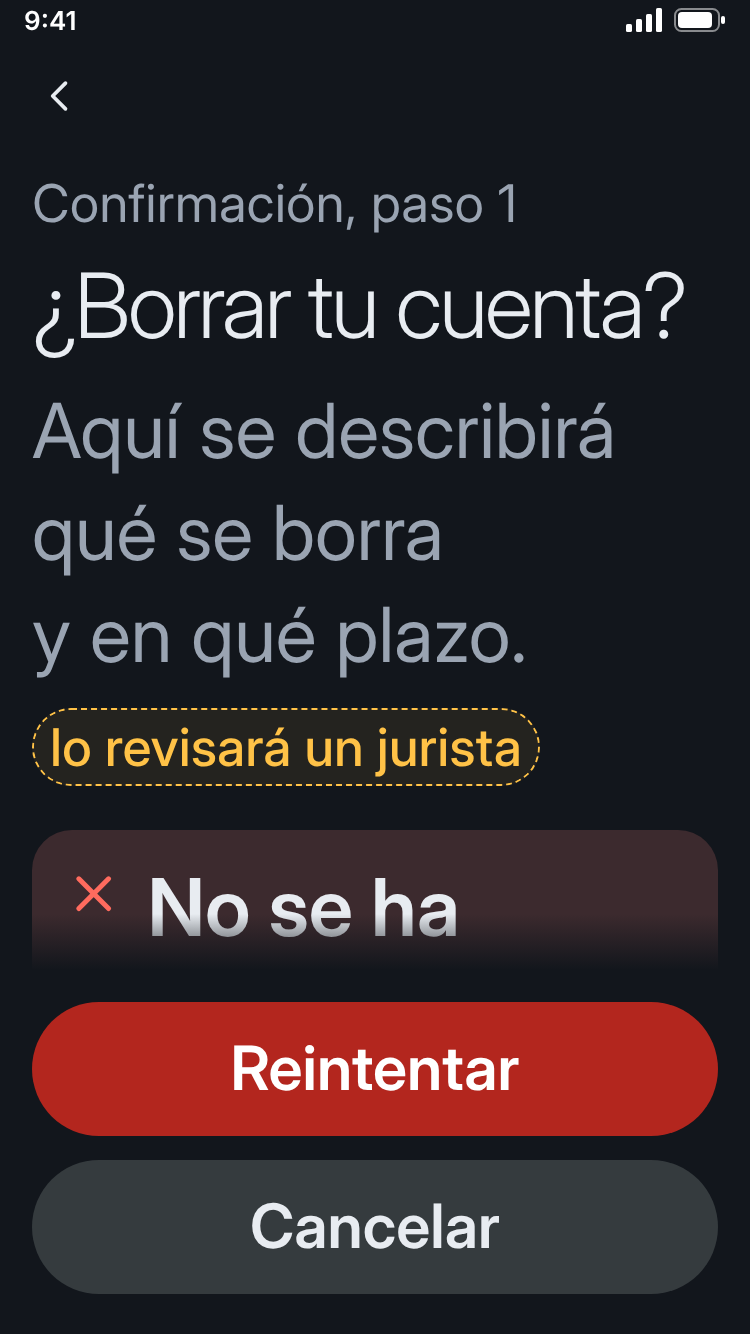 9:41
Confirmación, paso 1
¿Borrar tu cuenta?
Aquí se describirá
qué se borra
y en qué plazo.
lo revisará un jurista
No se ha
Reintentar
Cancelar